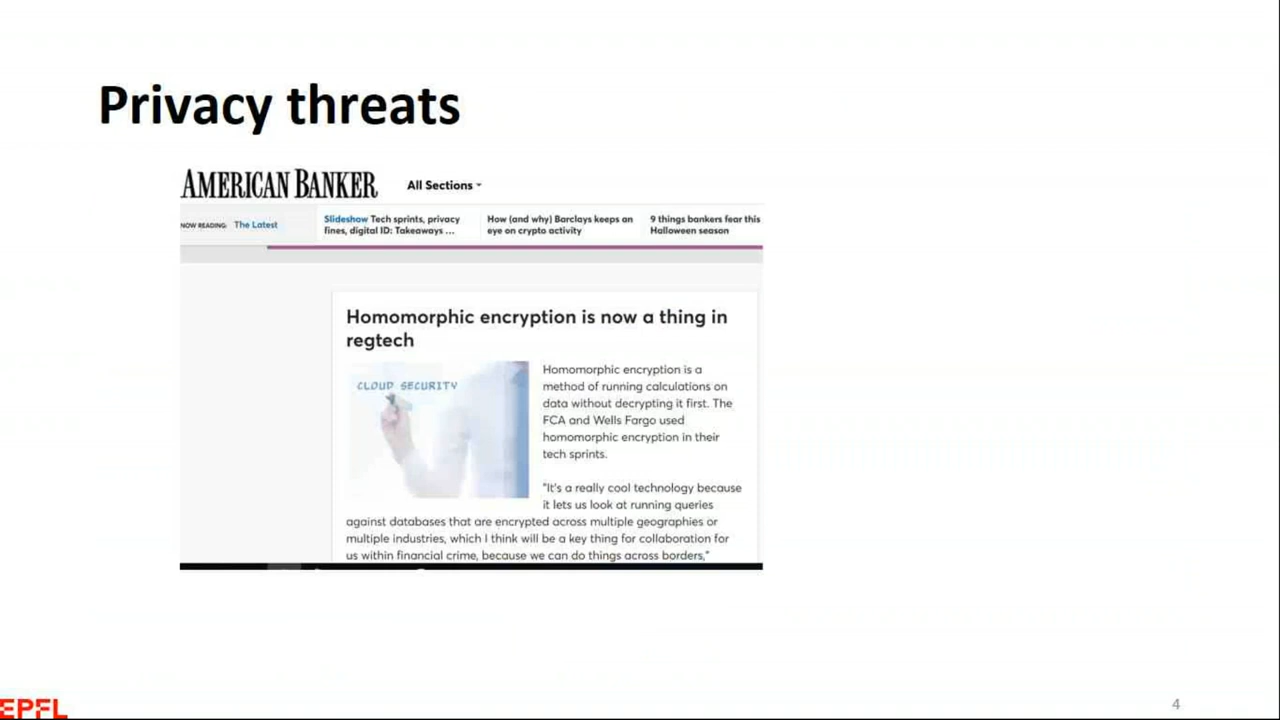 Privacy threats
AMERICAN BANKER
All Sections
NOW READING: The Latest
Slideshow Tech sprints, privacy
fines, digital ID: Takeaways ...
How (and why) Barclays keeps an
eye on crypto activity
9 things bankers fear this
Halloween season
Homomorphic encryption is now a thing in
regtech
CLOUD SECURITY
Homomorphic encryption is a
method of running calculations on
data without decrypting it first. The
FCA and Wells Fargo used
homomorphic encryption in their
tech sprints.
"It's a really cool technology because
it lets us look at running queries
against databases that are encrypted across multiple geographies or
multiple industries, which I think will be a key thing for collaboration for
us within financial crime, because we can do things across borders,"
EPFL
4